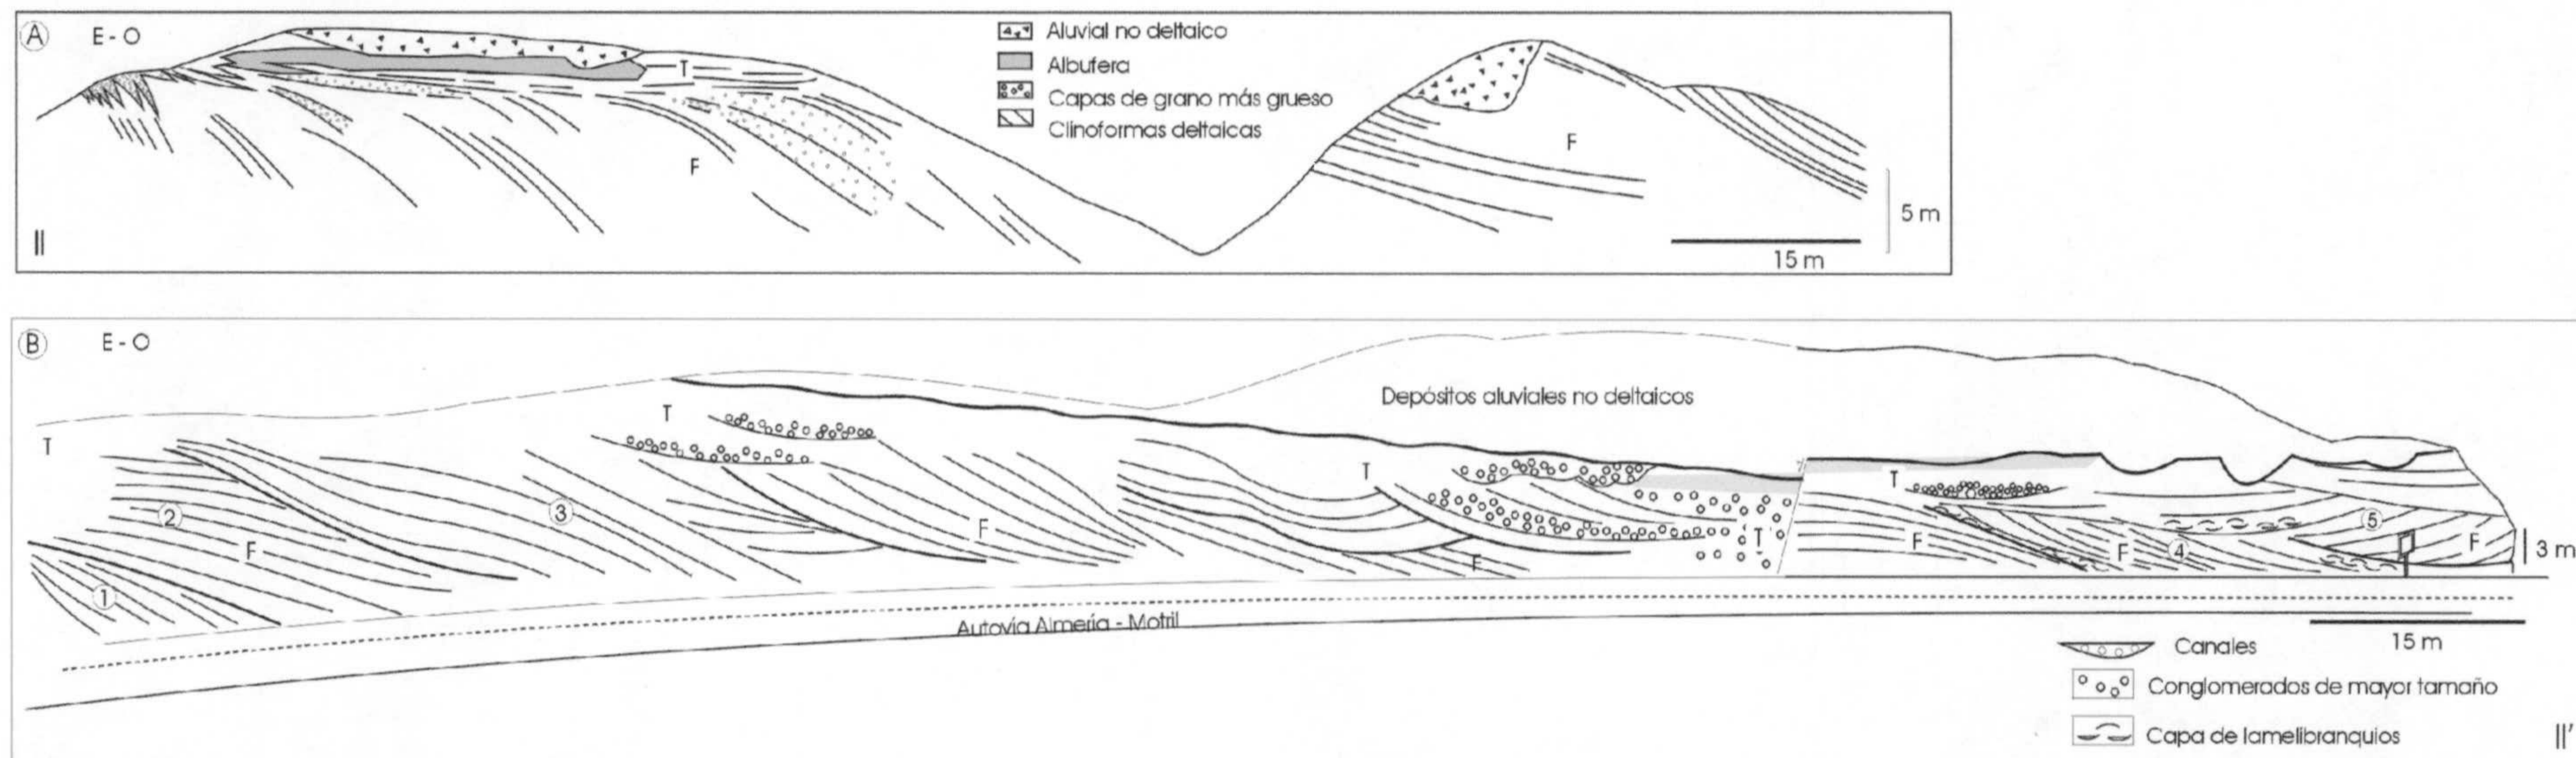 A
E - O
Aluvial no deltaico
Albufera
Capas de grano más grueso
Clinoformas deltaicas
T
F
F
5 m
15 m
II
B
E - O
Depósitos aluviales no deltaicos
T
T
T
T
T
2
3
F
F
F
F
F
4
5
F
1
3 m
Autovía Almería - Motril
15 m
Canales
Conglomerados de mayor tamaño
Capa de lamelibranquios
II'